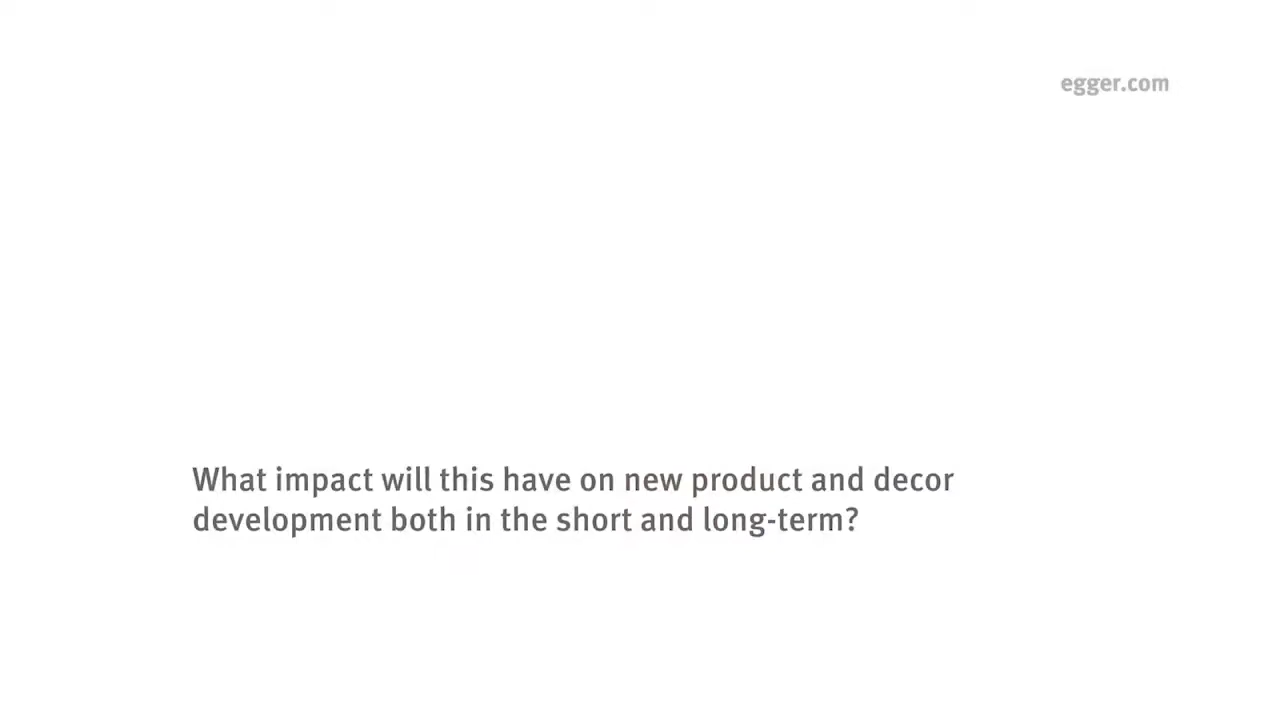 egger.com
What impact will this have on new product and decor
development both in the short and long-term?